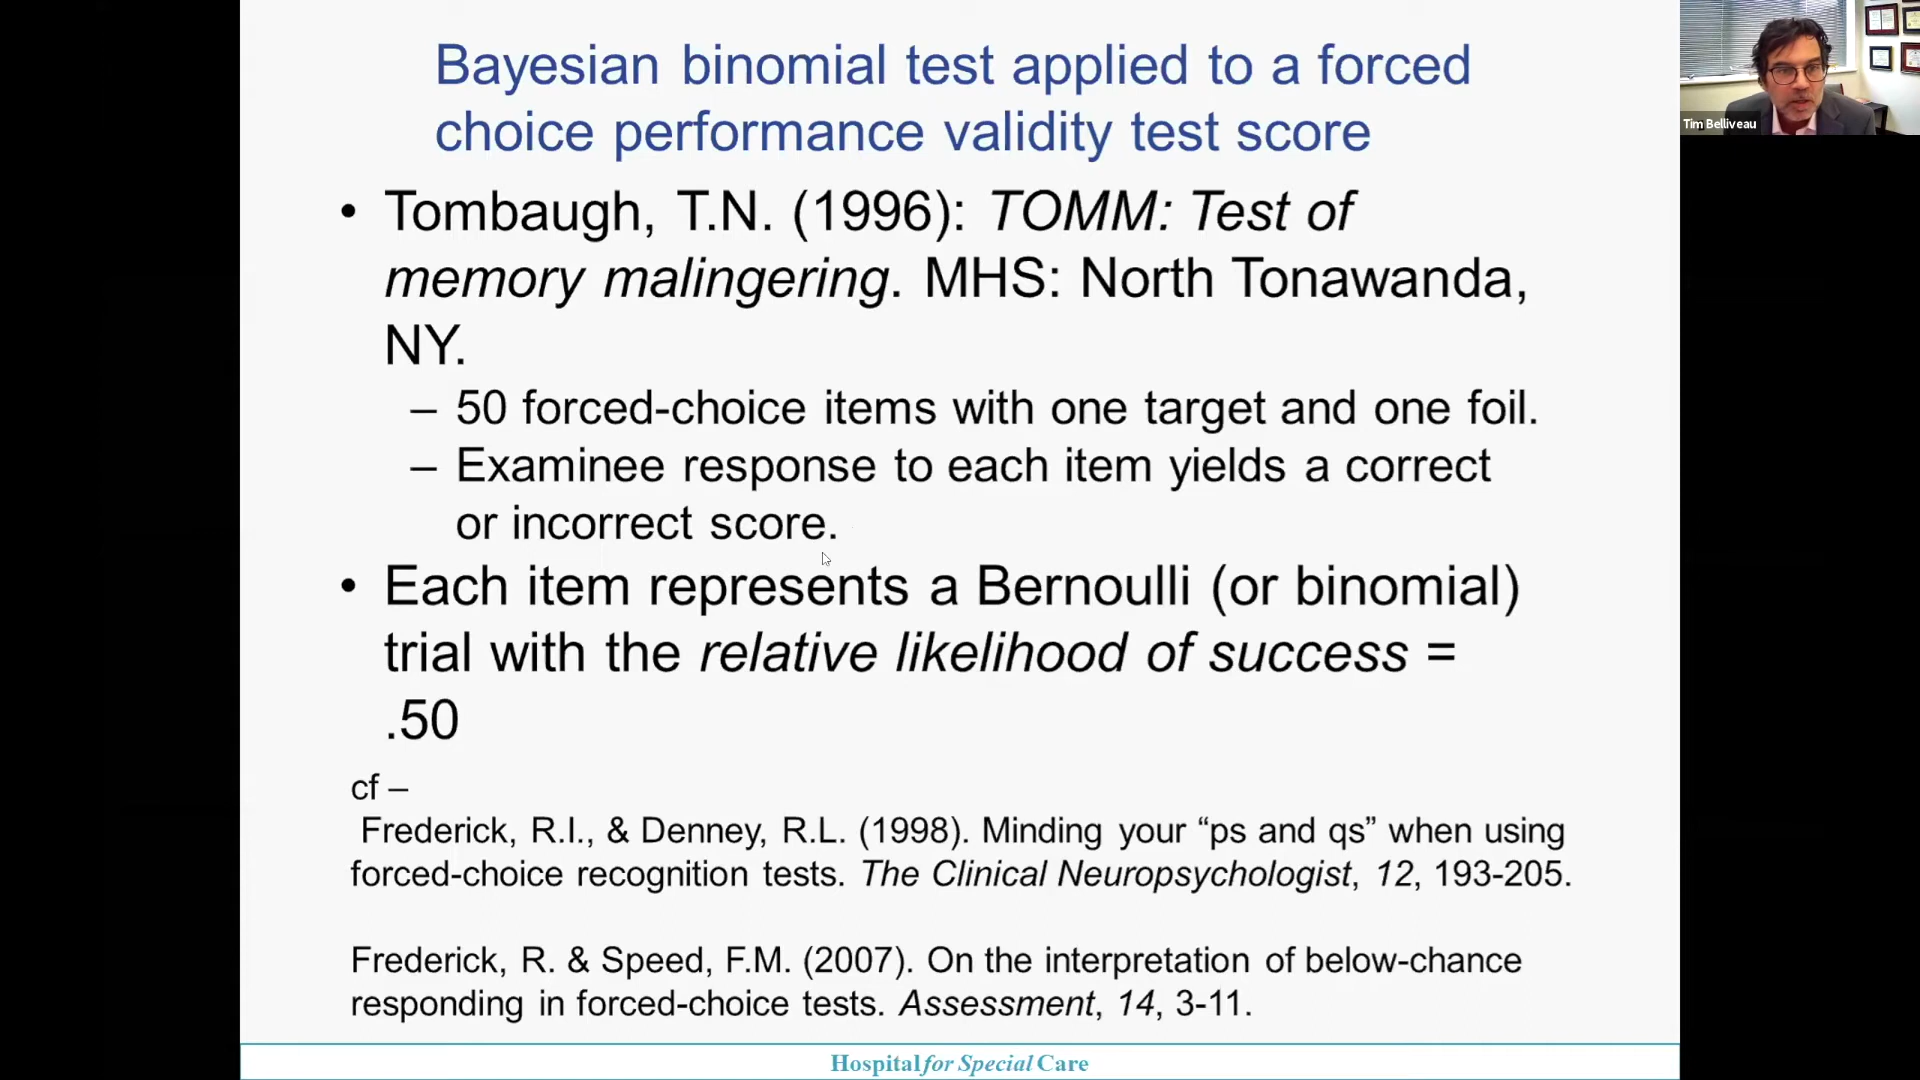 Bayesian binomial test applied to a forced
choice performance validity test score
Tim Belliveau
• Tombaugh, T.N. (1996): TOMM: Test of
memory malingering. MHS: North Tonawanda,
NY.
– 50 forced-choice items with one target and one foil.
– Examinee response to each item yields a correct
or incorrect score.
• Each item represents a Bernoulli (or binomial)
trial with the relative likelihood of success =
.50
cf –
Frederick, R.I., & Denney, R.L. (1998). Minding your “ps and qs” when using
forced-choice recognition tests. The Clinical Neuropsychologist, 12, 193-205.
Frederick, R. & Speed, F.M. (2007). On the interpretation of below-chance
responding in forced-choice tests. Assessment, 14, 3-11.
Hospital for Special Care